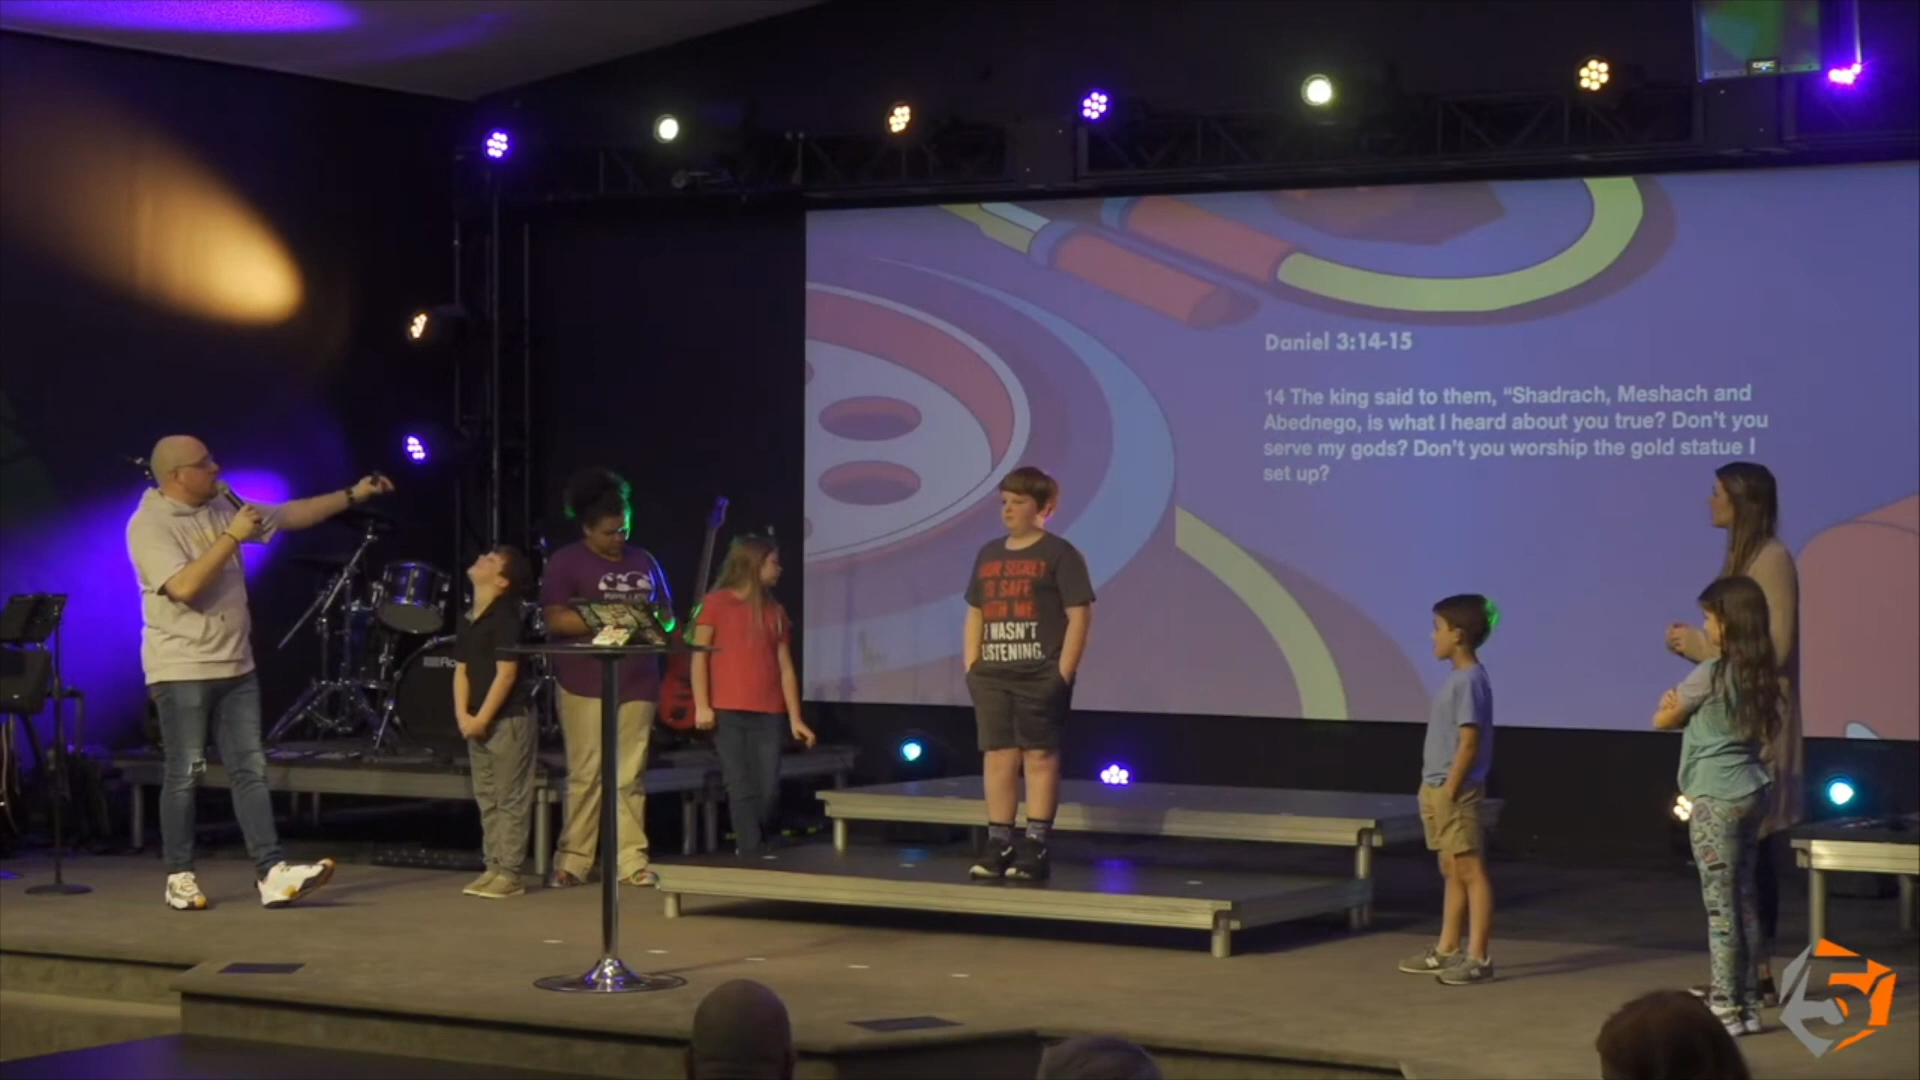 Daniel 3:14-15
14 The king said to them, “Shadrach, Meshach and
Abednego, is what I heard about you true? Don’t you
serve my gods? Don’t you worship the gold statue I
set up?
SECRET
IS SAFE
WITH ME.
I WASN'T
LISTENING.
51